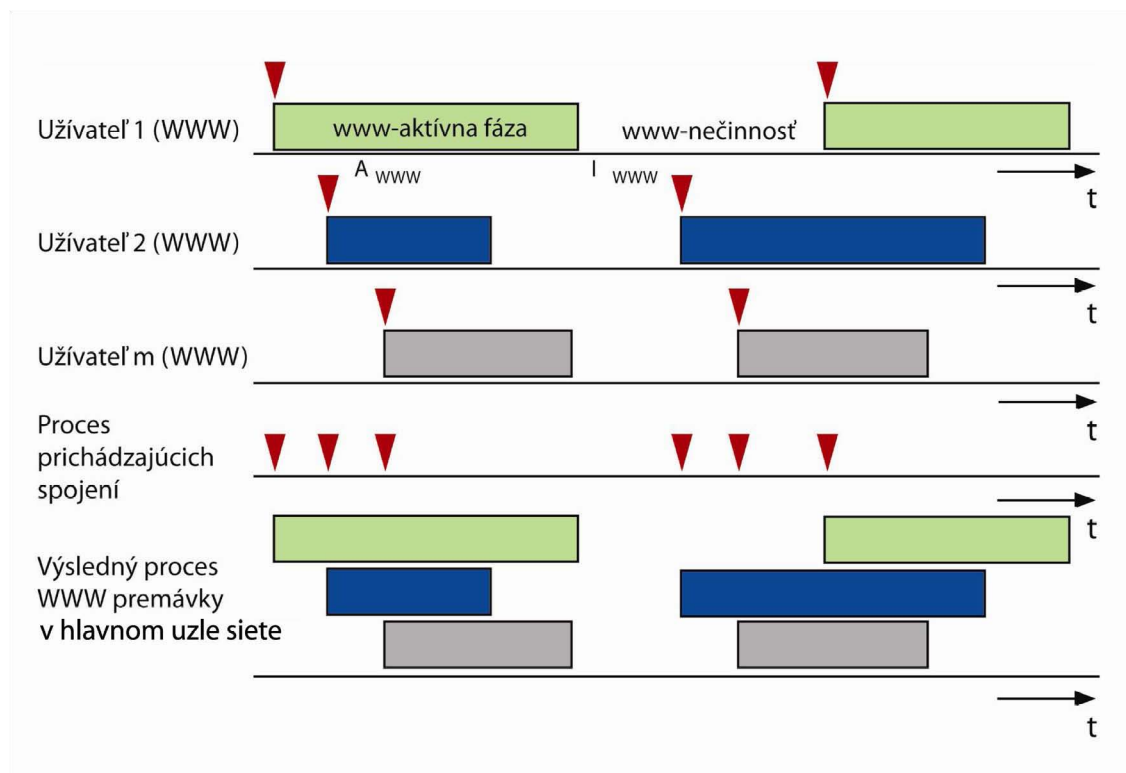 Užívateľ 1 (WWW)
www-aktívna fáza
www-nečinnosť
A WWW
I WWW
t
Užívateľ 2 (WWW)
t
Užívateľ m (WWW)
t
Proces
prichádzajúcich
spojení
t
Výsledný proces
WWW premávky
v hlavnom uzle siete
t